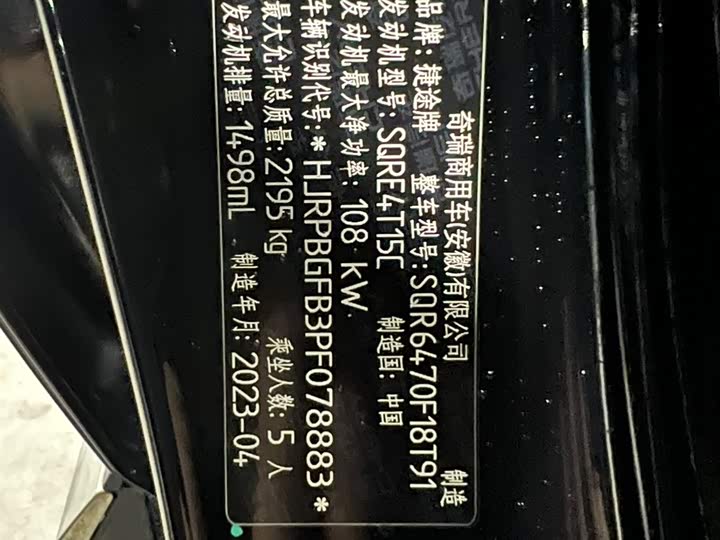 奇瑞商用车(安徽)有限公司 制造
品牌:捷途牌 整车型号:SQR6470F18T91
发动机型号:SQRE4T15C 制造国:中国
发动机最大净功率:108 kW
车辆识别代号:*HJRPBGFB3PF078883*
最大允许总质量:2195 kg 乘坐人数:5 人
发动机排量:1498mL 制造年月:2023-04